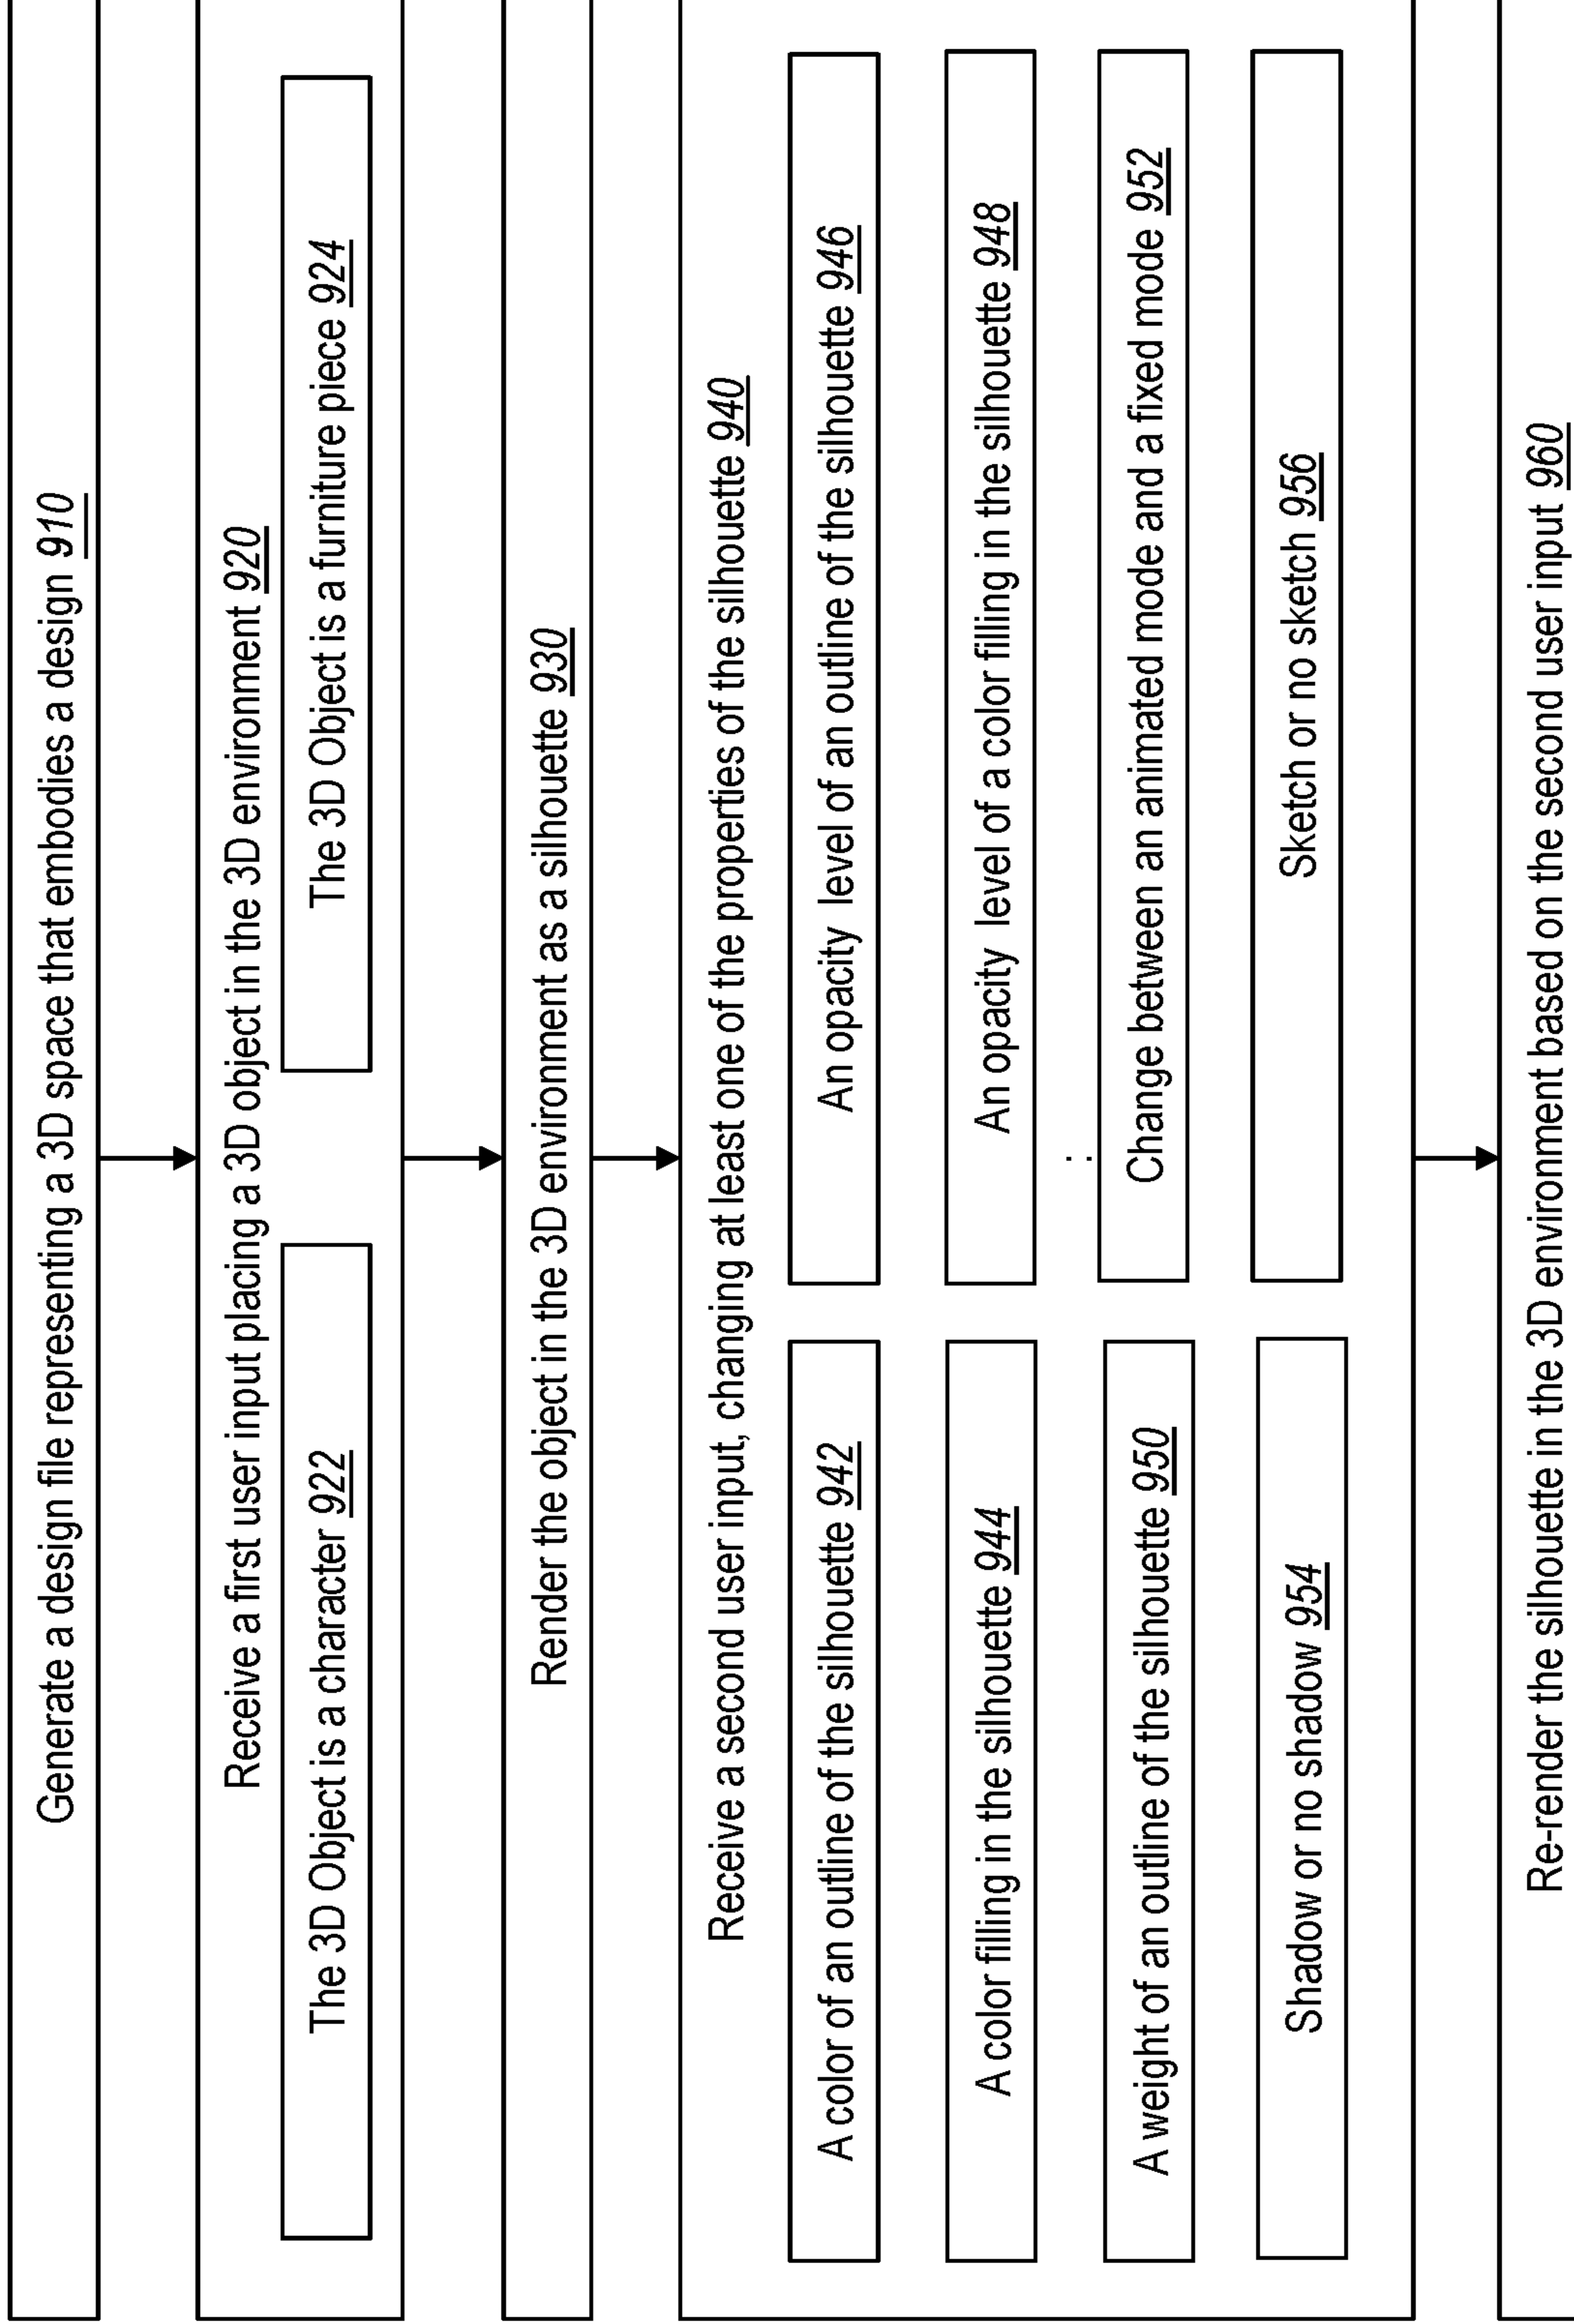 Generate a design file representing a 3D space that embodies a design 910
Receive a first user input placing a 3D object in the 3D environment 920
The 3D Object is a character 922
The 3D Object is a furniture piece 924
Render the object in the 3D environment as a silhouette 930
Receive a second user input, changing at least one of the properties of the silhouette 940
A color of an outline of the silhouette 942
An opacity level of an outline of the silhouette 946
A color filling in the silhouette 944
An opacity level of a color filling in the silhouette 948
A weight of an outline of the silhouette 950
Change between an animated mode and a fixed mode 952
Shadow or no shadow 954
Sketch or no sketch 956
Re-render the silhouette in the 3D environment based on the second user input 960